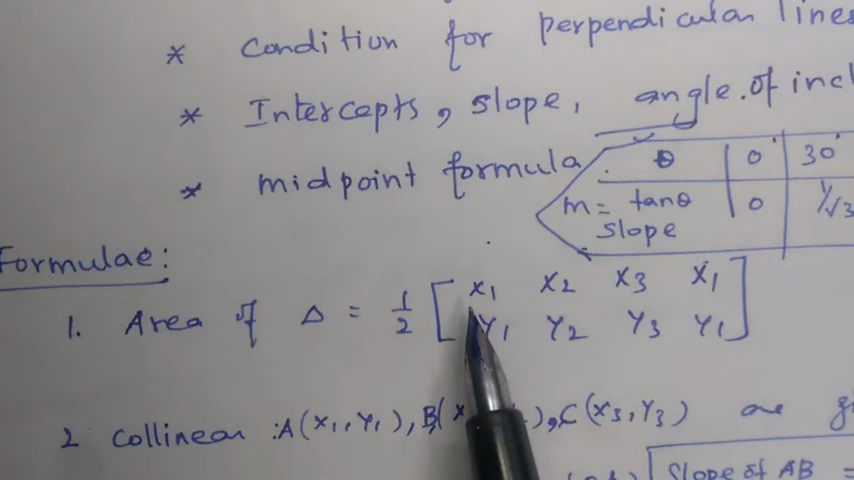 * Condition for perpendicular lines
* Intercepts, slope, angle of incl
* midpoint formula
θ 0° 30°
m = tanθ 0 1/√3
slope
Formulae:
1. Area of Δ = 1/2 [ x1 x2 x3 x1
y1 y2 y3 y1 ]
2 Collinear :A(x1, y1), B(x ), C(x3, y3) are
Slope of AB =